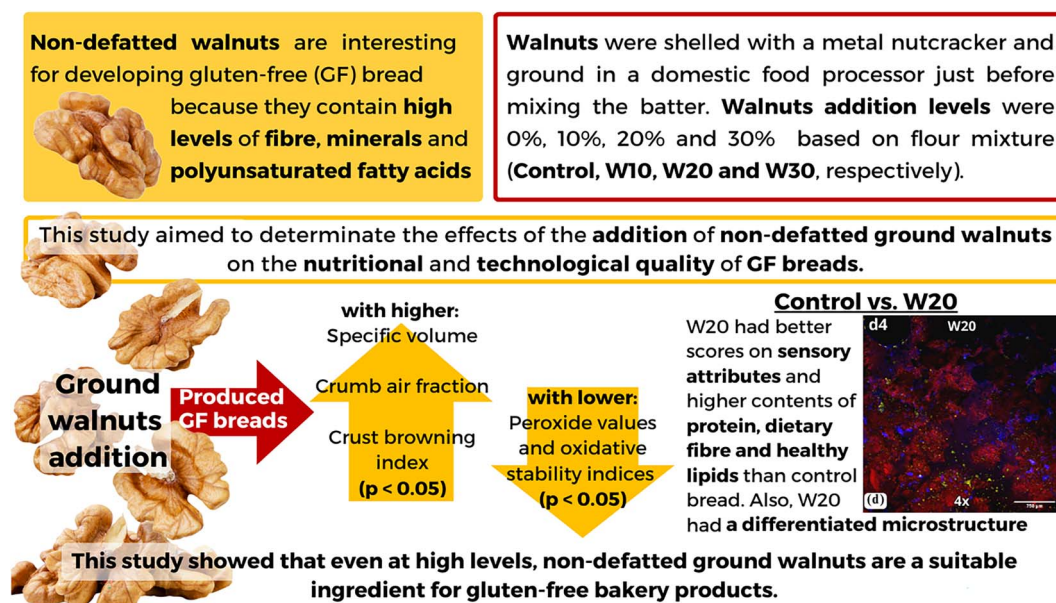 Non-defatted walnuts are interesting
for developing gluten-free (GF) bread
because they contain high
levels of fibre, minerals and
polyunsaturated fatty acids
Walnuts were shelled with a metal nutcracker and
ground in a domestic food processor just before
mixing the batter. Walnuts addition levels were
0%, 10%, 20% and 30% based on flour mixture
(Control, W10, W20 and W30, respectively).
This study aimed to determinate the effects of the addition of non-defatted ground walnuts
on the nutritional and technological quality of GF breads.
Ground
walnuts
addition
Produced
GF breads
with higher:
Specific volume
Crumb air fraction
Crust browning
index
(p < 0.05)
with lower:
Peroxide values
and oxidative
stability indices
(p < 0.05)
Control vs. W20
W20 had better
scores on sensory
attributes and
higher contents of
protein, dietary
fibre and healthy
lipids than control
bread. Also, W20
had a differentiated microstructure
d4
W20
(d)
4x
750 µm
This study showed that even at high levels, non-defatted ground walnuts are a suitable
ingredient for gluten-free bakery products.